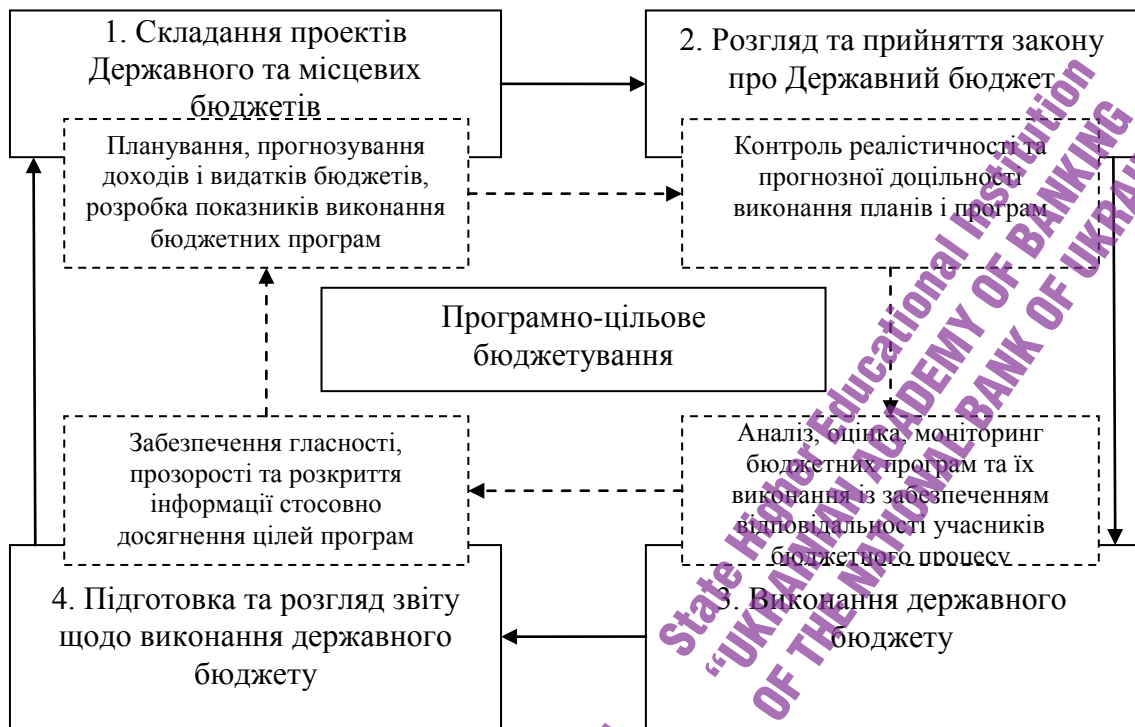 1. Складання проектів
Державного та місцевих
бюджетів
Планування, прогнозування
доходів і видатків бюджетів,
розробка показників виконання
бюджетних програм
2. Розгляд та прийняття закону
про Державний бюджет
Контроль реалістичності та
прогнозної доцільності
виконання планів і програм
Програмно-цільове
бюджетування
Забезпечення гласності,
прозорості та розкриття
інформації стосовно
досягнення цілей програм
4. Підготовка та розгляд звіту
щодо виконання державного
бюджету
Аналіз, оцінка, моніторинг
бюджетних програм та їх
виконання із забезпеченням
відповідальності учасників
бюджетного процесу
3. Виконання державного
бюджету
State Higher Educational Institution
“UKRAINIAN ACADEMY OF BANKING
OF THE NATIONAL BANK OF